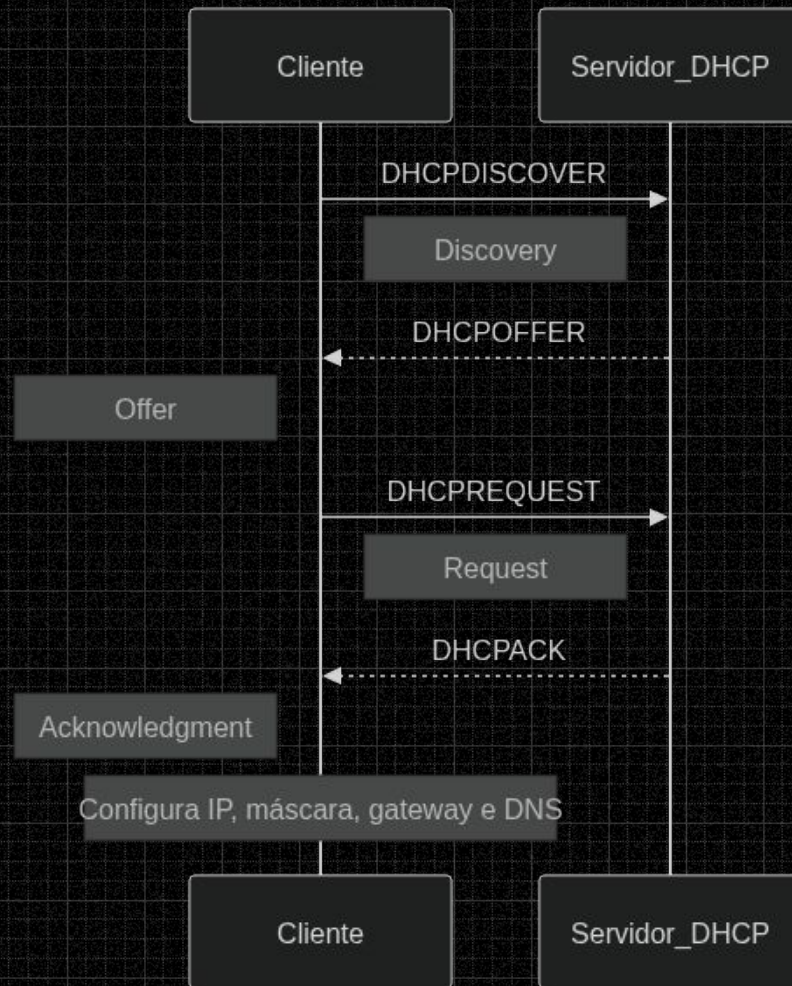 Cliente
Servidor_DHCP
DHCPDISCOVER
Discovery
DHCPOFFER
Offer
DHCPREQUEST
Request
DHCPACK
Acknowledgment
Configura IP, máscara, gateway e DNS
Cliente
Servidor_DHCP